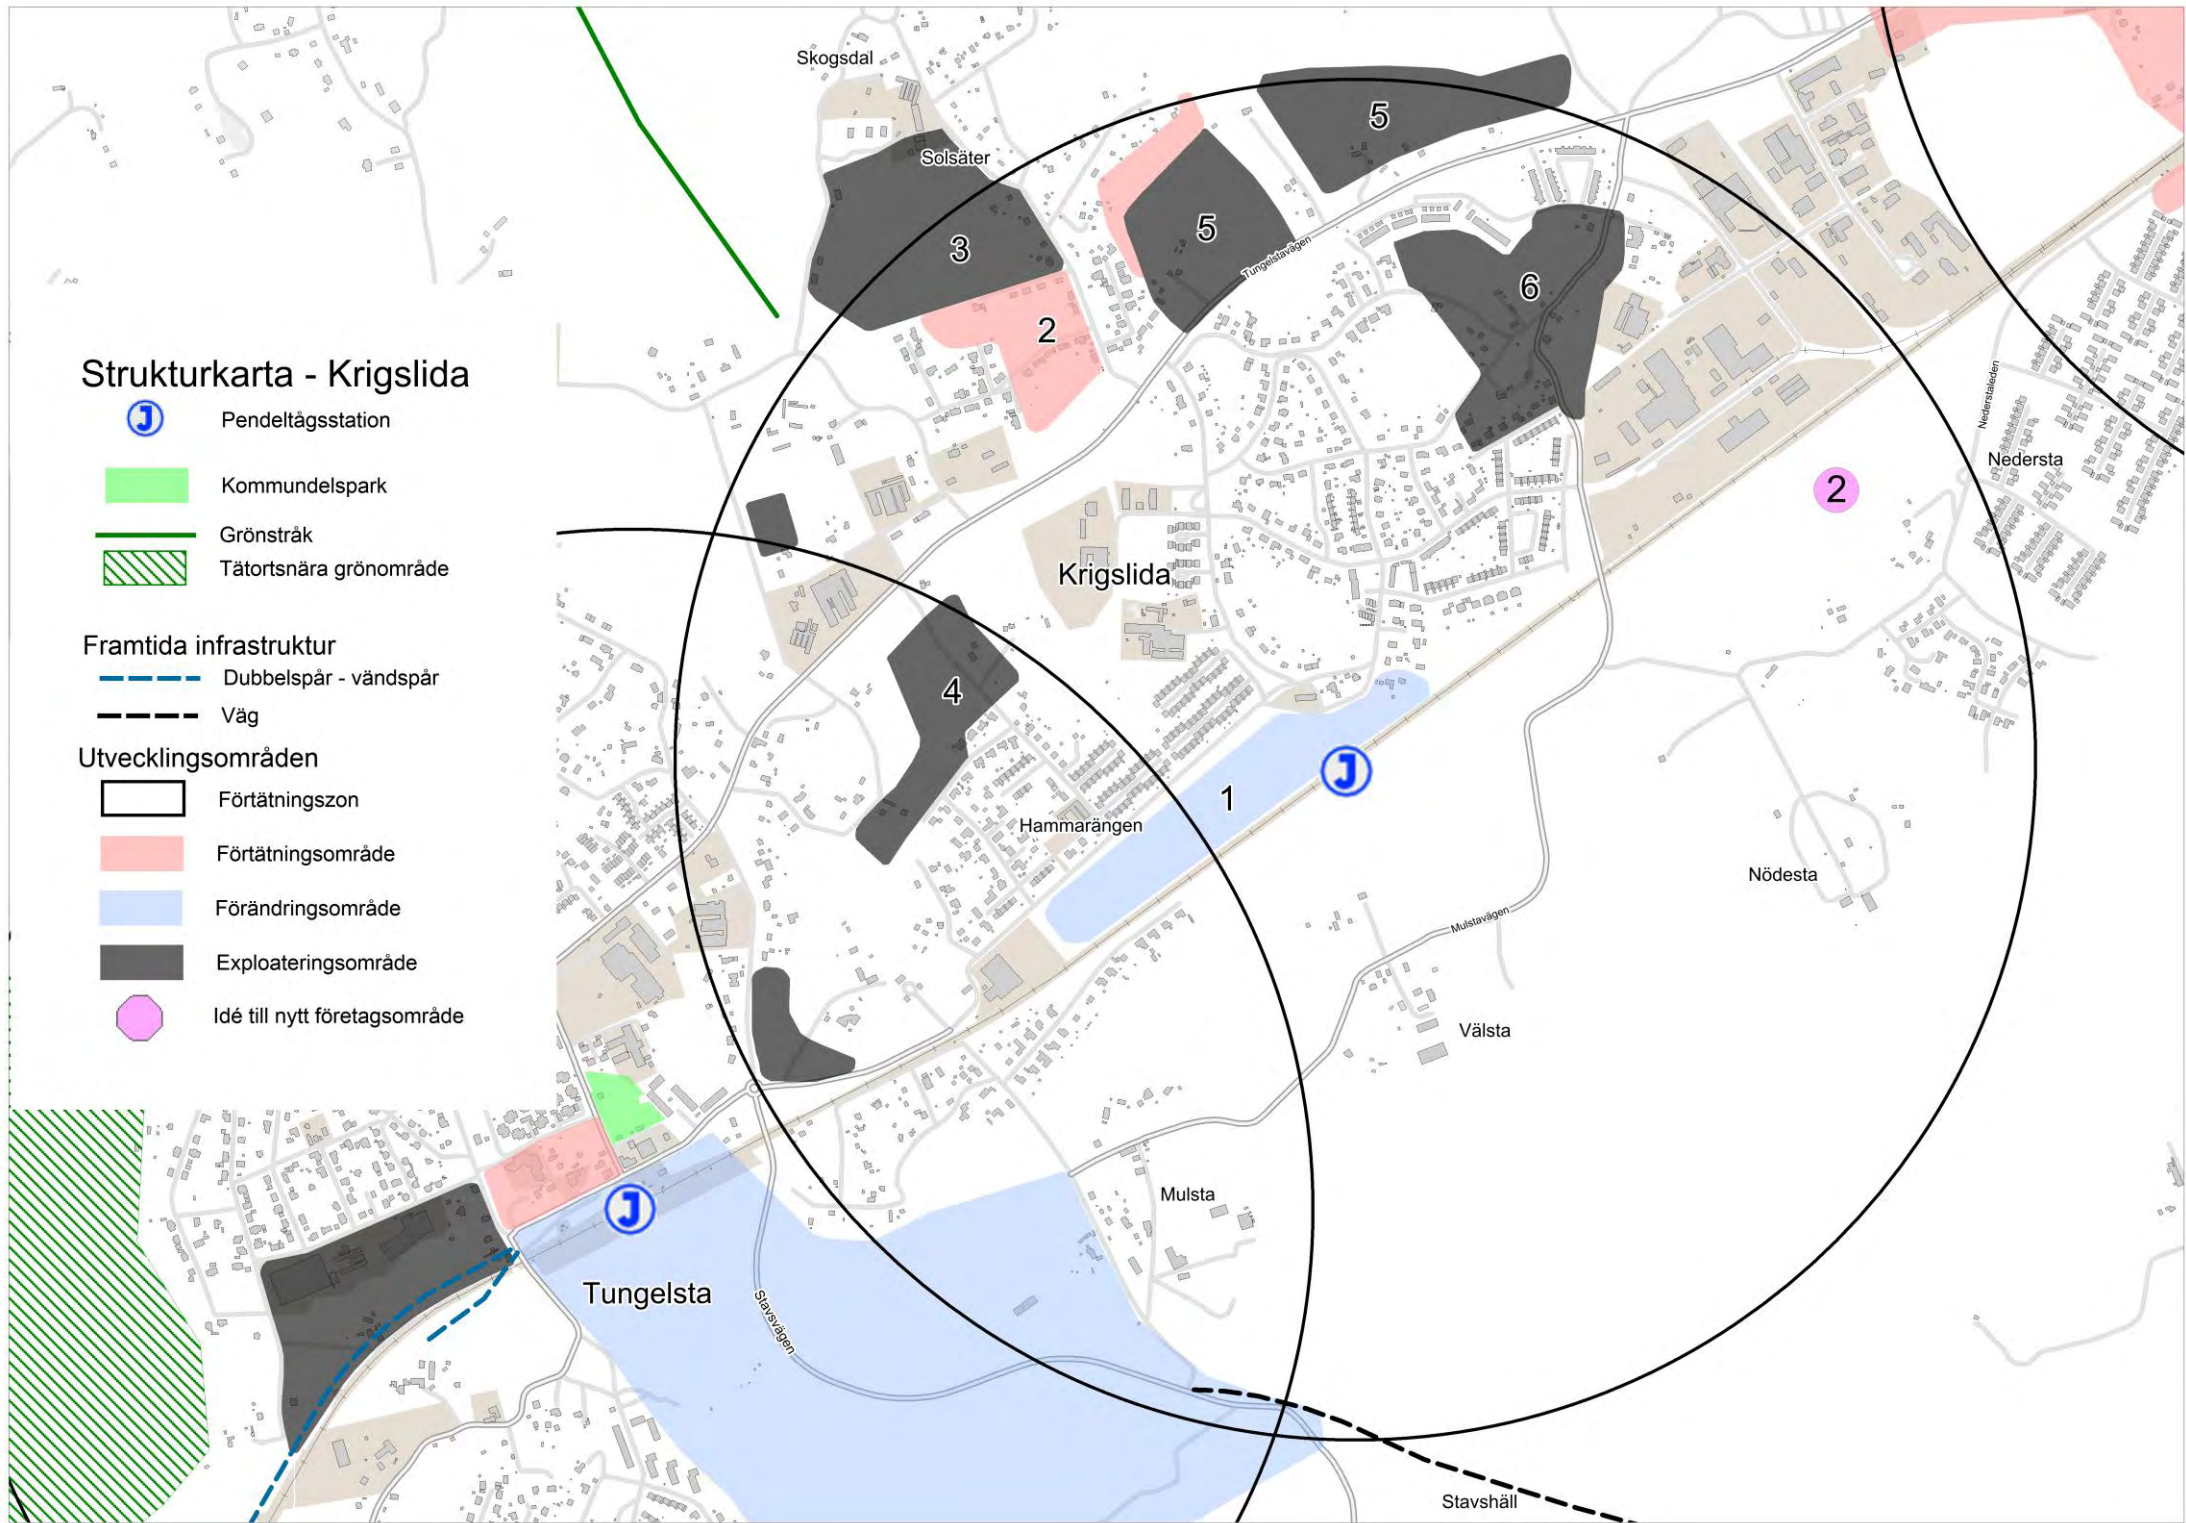 Strukturkarta - Krigslida
J Pendeltågsstation
Kommundelspark
Grönstråk
Tätortsnära grönområde
Framtida infrastruktur
Dubbelspår - vändspår
Väg
Utvecklingsområden
Förtätningszon
Förtätningsområde
Förändringsområde
Exploateringsområde
Idé till nytt företagsområde
Skogsdal
Solsäter
5
3
5
Tungelstavägen
6
2
Nederstaleden
Nedersta
2
Krigslida
4
J
1
Hammarängen
Nödesta
Mulstavägen
Välsta
Mulsta
J
Tungelsta
Stavsvägen
Stavshäll